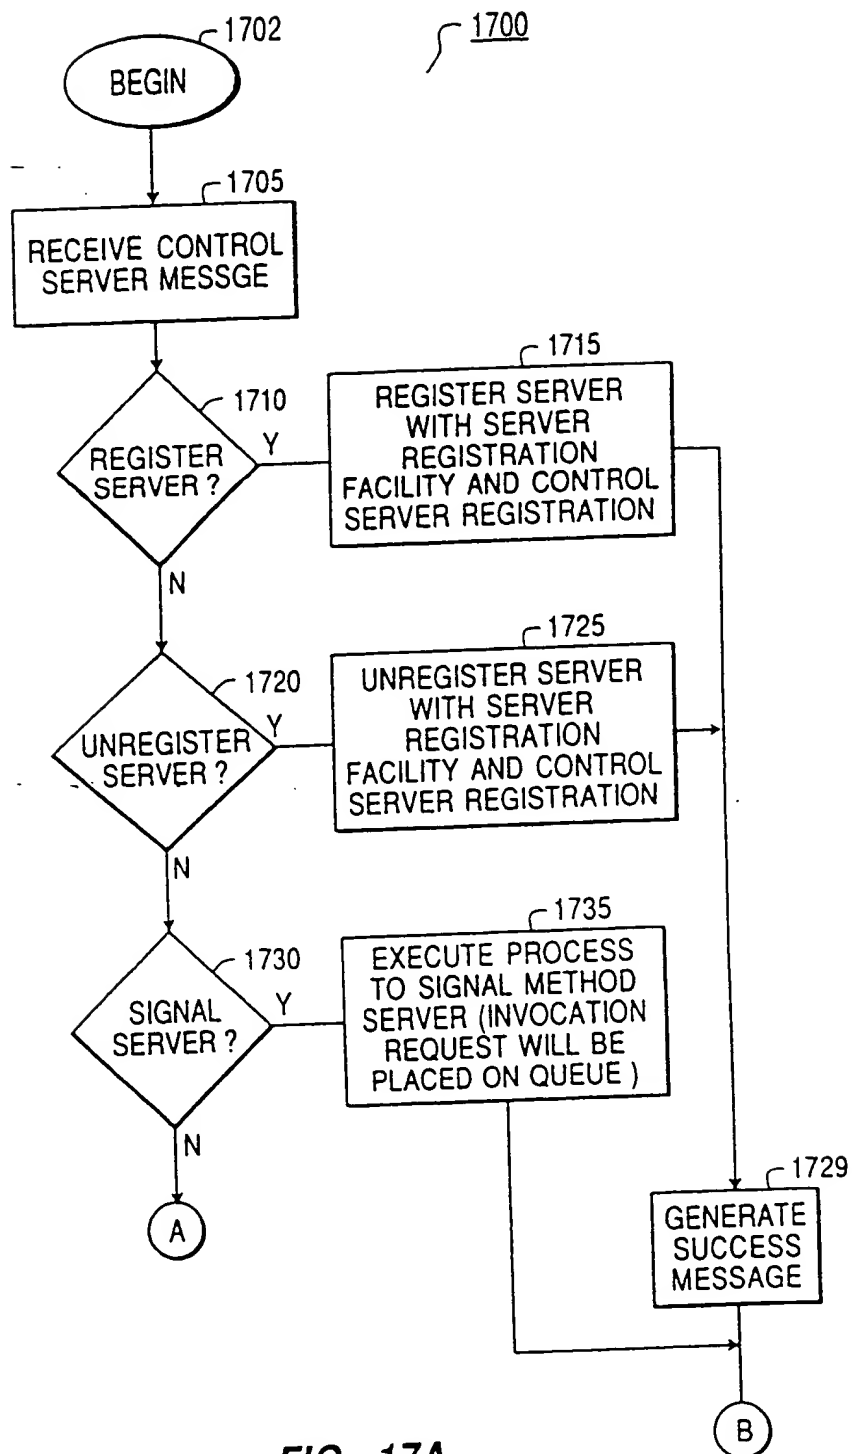 1702
1700
BEGIN
1705
RECEIVE CONTROL
SERVER MESSGE
1710
REGISTER
SERVER ?
Y
N
1715
REGISTER SERVER
WITH SERVER
REGISTRATION
FACILITY AND CONTROL
SERVER REGISTRATION
1720
UNREGISTER
SERVER ?
Y
N
1725
UNREGISTER SERVER
WITH SERVER
REGISTRATION
FACILITY AND CONTROL
SERVER REGISTRATION
1730
SIGNAL
SERVER ?
Y
N
1735
EXECUTE PROCESS
TO SIGNAL METHOD
SERVER (INVOCATION
REQUEST WILL BE
PLACED ON QUEUE )
A
1729
GENERATE
SUCCESS
MESSAGE
B
FIG. 17A